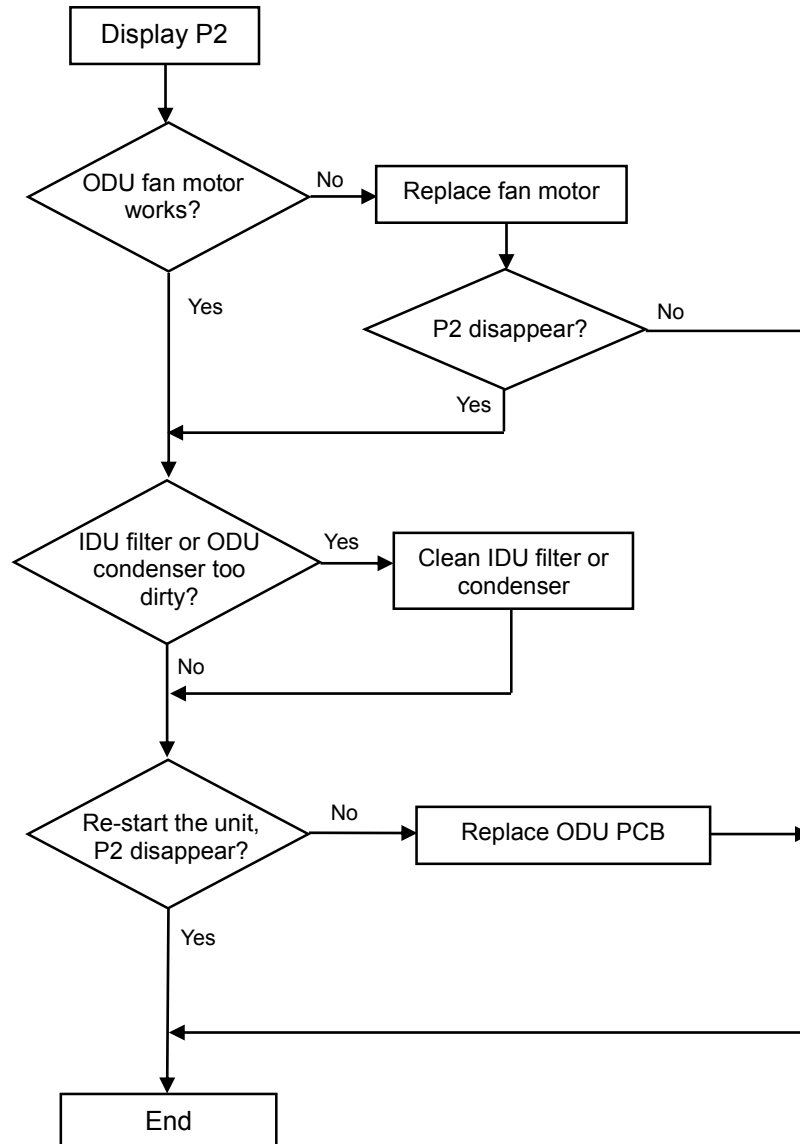 Display P2
ODU fan motor
works?
No
Replace fan motor
Yes
P2 disappear?
No
Yes
IDU filter or ODU
condenser too
dirty?
Yes
Clean IDU filter or
condenser
No
Re-start the unit,
P2 disappear?
No
Replace ODU PCB
Yes
End